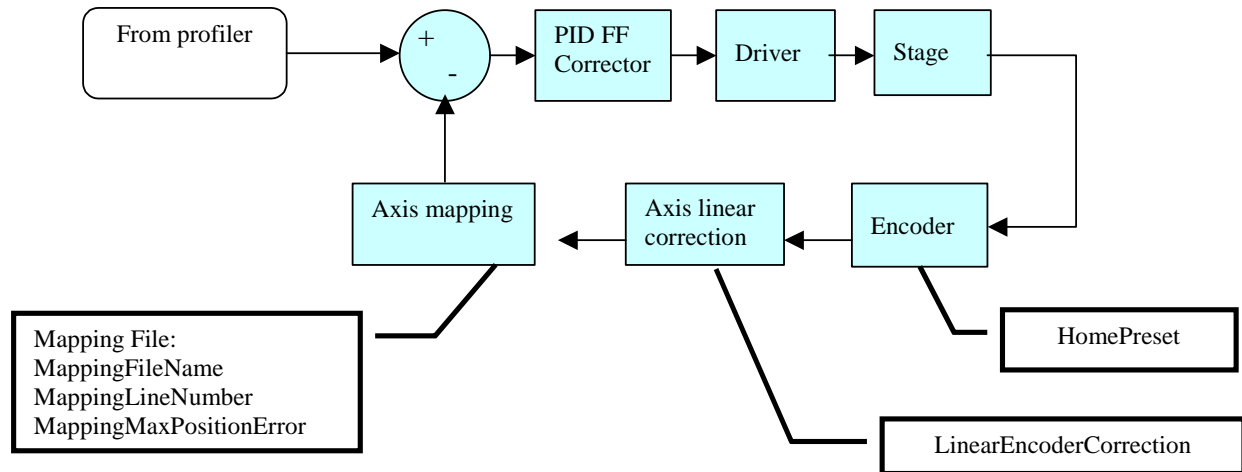 From profiler
+
-
PID FF
Corrector
Driver
Stage
Axis mapping
Axis linear
correction
Encoder
Mapping File:
MappingFileName
MappingLineNumber
MappingMaxPositionError
HomePreset
LinearEncoderCorrection